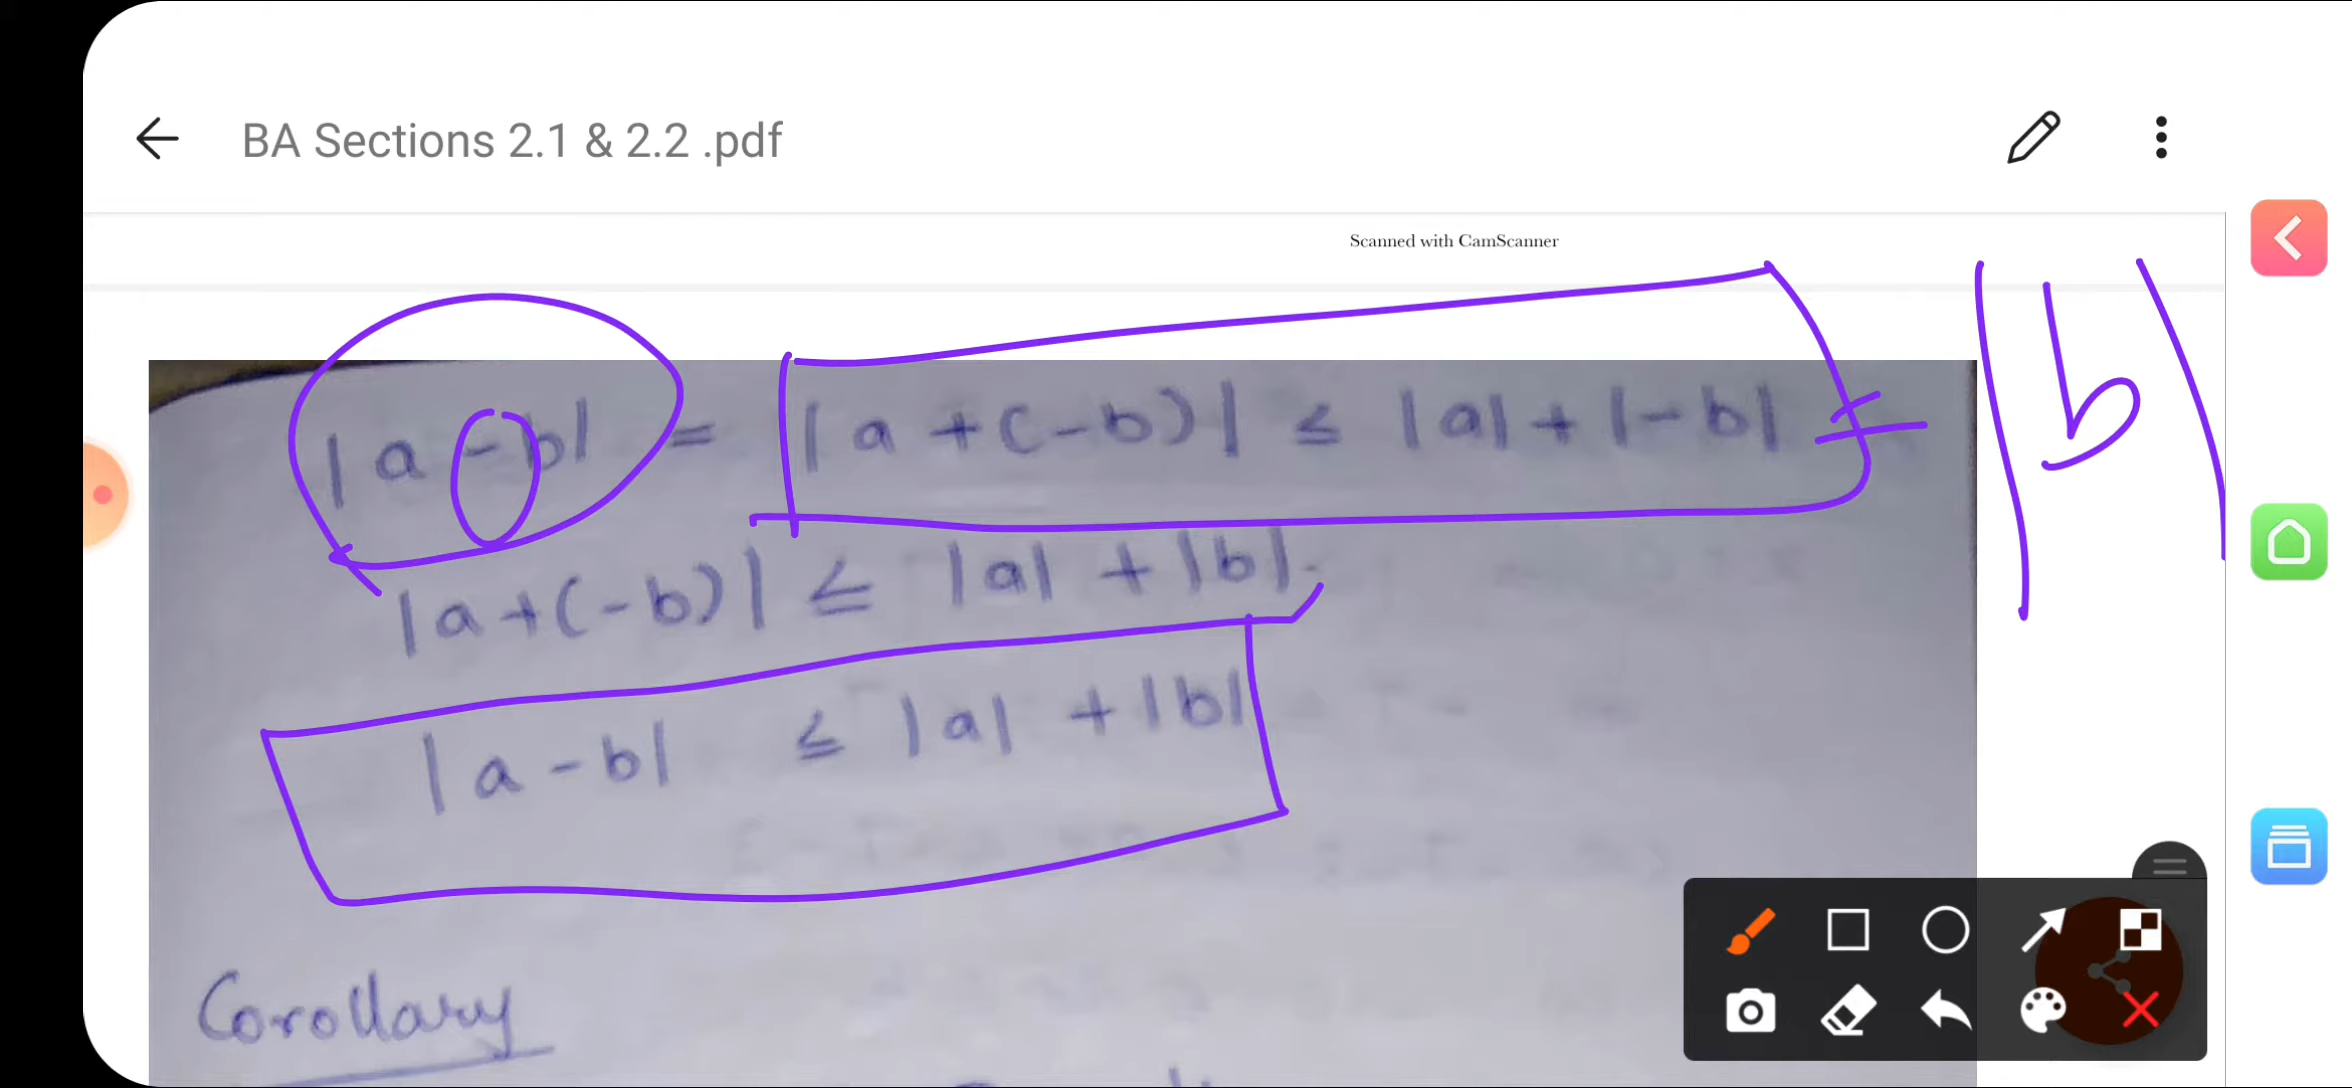 BA Sections 2.1 & 2.2 .pdf
Scanned with CamScanner
|a - b| = |a + (-b)| ≤ |a| + |-b| = |b|
|a+(-b)| ≤ |a| + |b|.
|a - b| ≤ |a| + |b|
Corollary